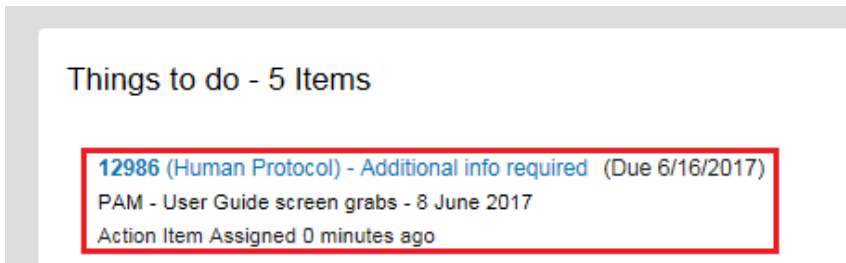 Things to do - 5 Items
12986 (Human Protocol) - Additional info required (Due 6/16/2017)
PAM - User Guide screen grabs - 8 June 2017
Action Item Assigned 0 minutes ago